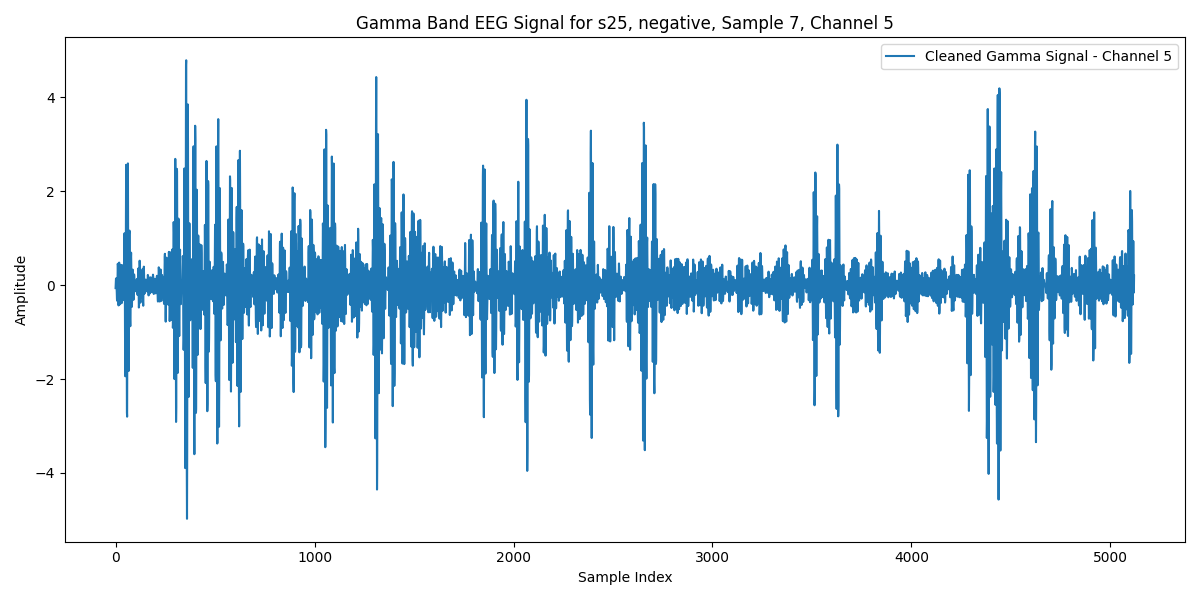 Gamma Band EEG Signal for s25, negative, Sample 7, Channel 5
Cleaned Gamma Signal - Channel 5
Amplitude
4
2
0
−2
−4
0 1000 2000 3000 4000 5000
Sample Index